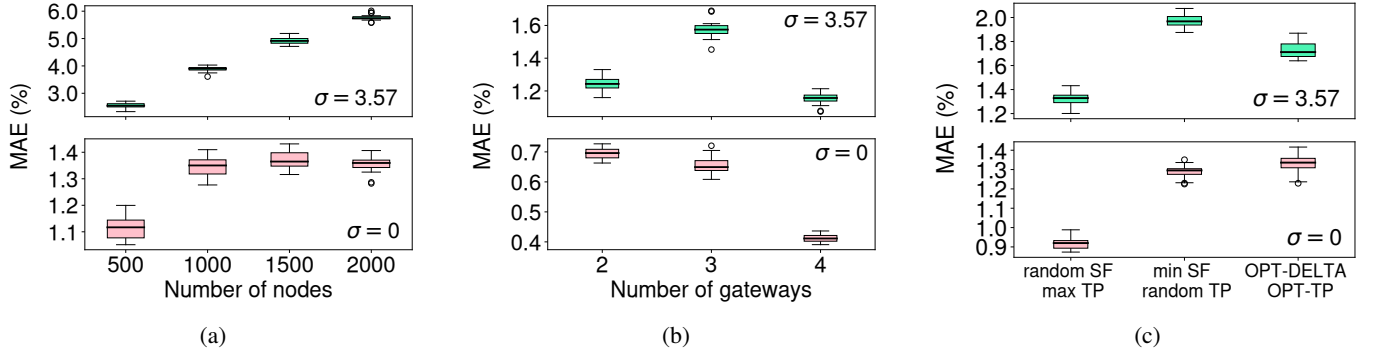 MAE (%)
6.0
5.0
4.0
3.0
σ = 3.57
1.4
1.3
1.2
1.1
σ = 0
500 1000 1500 2000
Number of nodes
(a)
MAE (%)
1.6
1.4
1.2
σ = 3.57
0.7
0.6
0.5
0.4
σ = 0
2 3 4
Number of gateways
(b)
MAE (%)
2.0
1.8
1.6
1.4
1.2
σ = 3.57
1.4
1.3
1.2
1.1
1.0
0.9
σ = 0
random SF min SF OPT-DELTA
max TP random TP OPT-TP
(c)